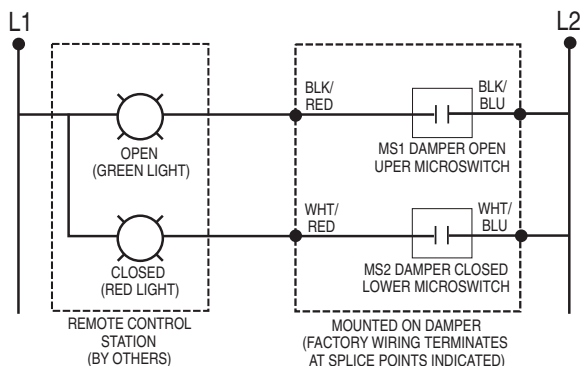 L1
L2
BLK/
RED
BLK/
BLU
OPEN
(GREEN LIGHT)
MS1 DAMPER OPEN
UPER MICROSWITCH
WHT/
RED
WHT/
BLU
CLOSED
(RED LIGHT)
MS2 DAMPER CLOSED
LOWER MICROSWITCH
REMOTE CONTROL
STATION
(BY OTHERS)
MOUNTED ON DAMPER
(FACTORY WIRING TERMINATES
AT SPLICE POINTS INDICATED)